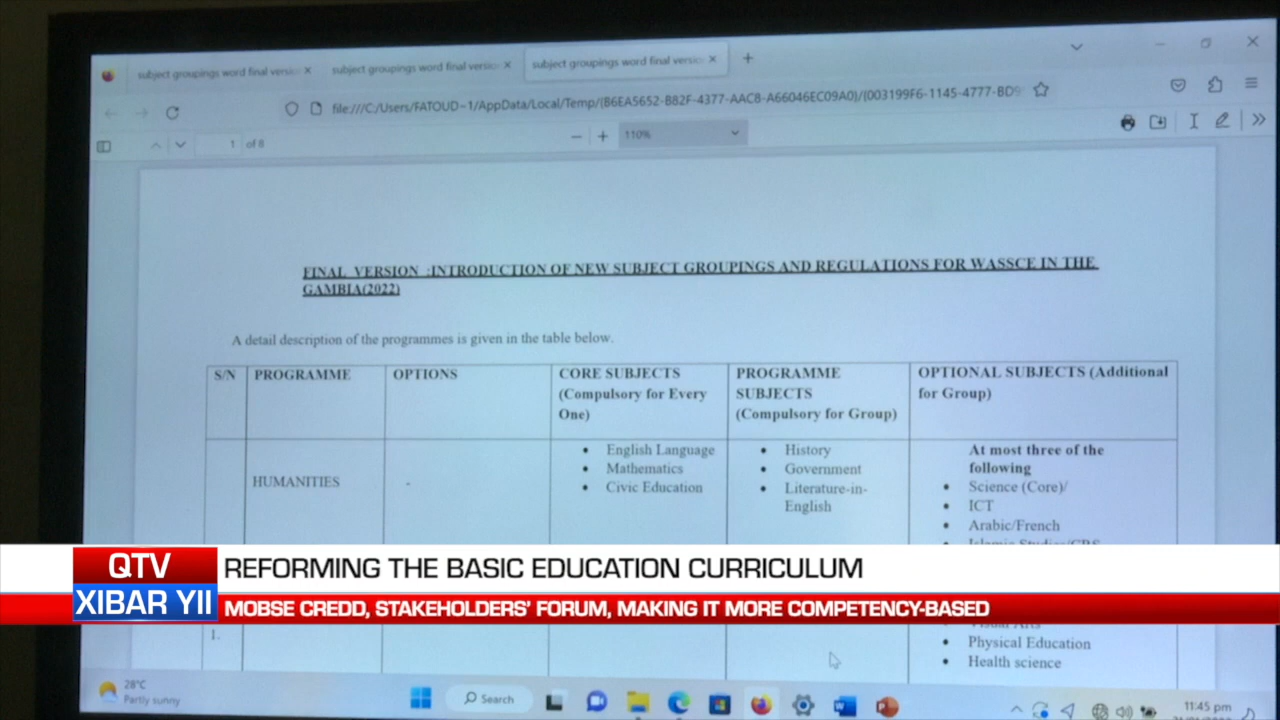 subject groupings word final versi
subject groupings word final versio
subject groupings word final versio
file:///C:/Users/FATOUD~1/AppData/Local/Temp/(B6EA5652-B82F-4377-AAC8-A66046EC09A0)/(003199F6-1145-4777-BD9
1 of 8
110%
FINAL VERSION :INTRODUCTION OF NEW SUBJECT GROUPINGS AND REGULATIONS FOR WASSCE IN THE
GAMBIA(2022)
A detail description of the programmes is given in the table below.
S/N
PROGRAMME
OPTIONS
CORE SUBJECTS
(Compulsory for Every
One)
PROGRAMME
SUBJECTS
(Compulsory for Group)
OPTIONAL SUBJECTS (Additional
for Group)
HUMANITIES
-
• English Language
• Mathematics
• Civic Education
• History
• Government
• Literature-in-
English
At most three of the
following
• Science (Core)/
• ICT
• Arabic/French
QTV
XIBAR YII
REFORMING THE BASIC EDUCATION CURRICULUM
MOBSE CREDD, STAKEHOLDERS' FORUM, MAKING IT MORE COMPETENCY-BASED
1.
• Physical Education
• Health science
28°C
Partly sunny
Search
11:45 pm